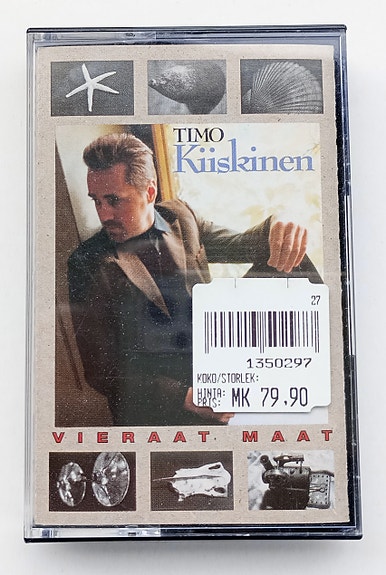 TIMO
Kiiskinen
27
1350297
KOKO/STORLEK:
HINTA:
PRIS: MK 79,90
VIERAAT MAAT